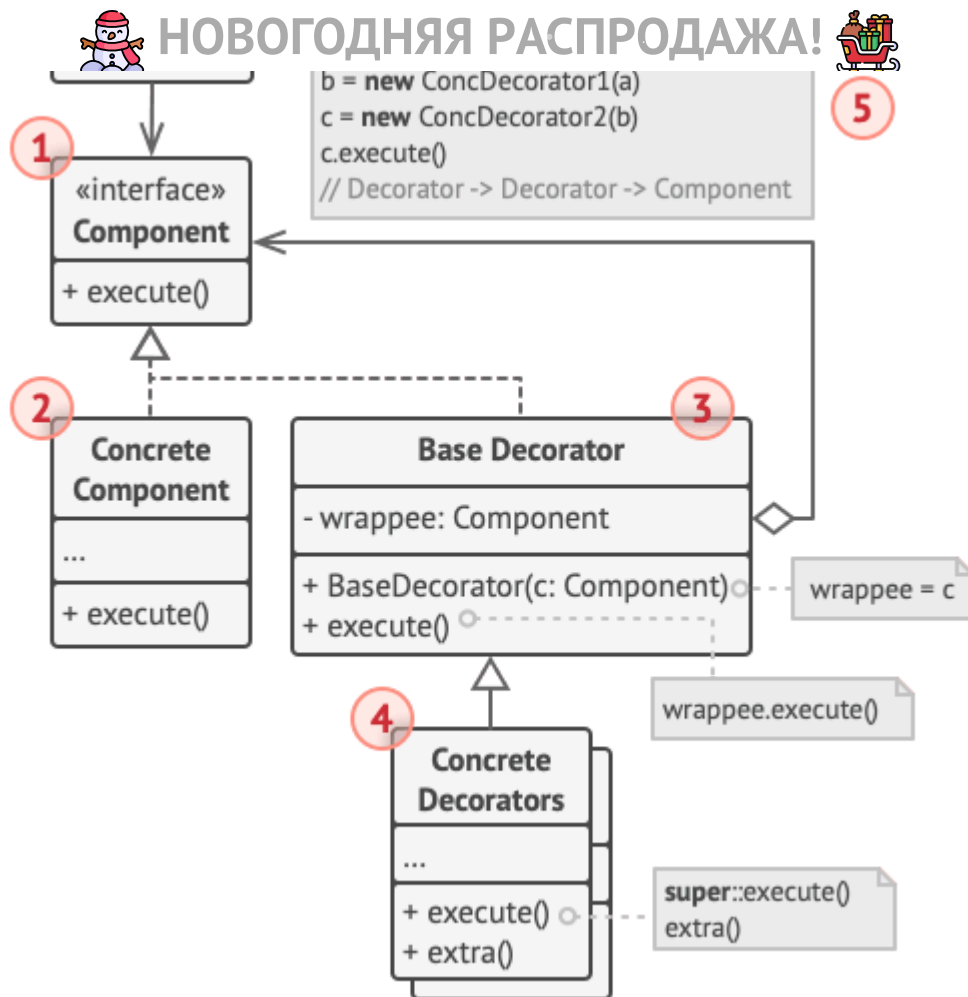 НОВОГОДНЯЯ РАСПРОДАЖА!
b = new ConcDecorator1(a)
c = new ConcDecorator2(b)
c.execute()
// Decorator -> Decorator -> Component
5
1
«interface»
Component
+ execute()
2
Concrete
Component
...
+ execute()
3
Base Decorator
- wrappee: Component
+ BaseDecorator(c: Component)
+ execute()
wrappee = c
wrappee.execute()
4
Concrete
Decorators
...
+ execute()
+ extra()
super::execute()
extra()